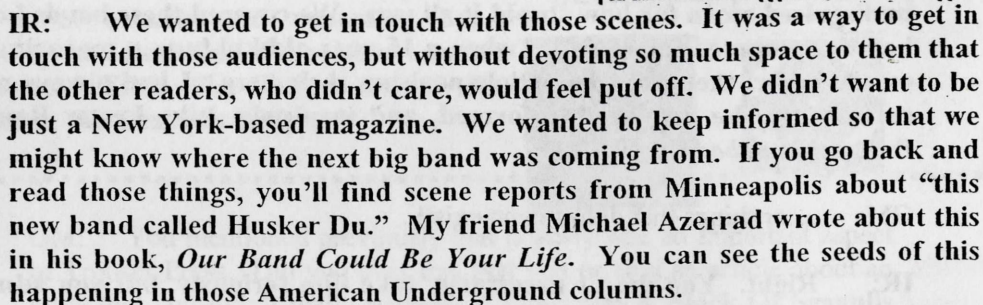 IR: We wanted to get in touch with those scenes. It was a way to get in
touch with those audiences, but without devoting so much space to them that
the other readers, who didn't care, would feel put off. We didn't want to be
just a New York-based magazine. We wanted to keep informed so that we
might know where the next big band was coming from. If you go back and
read those things, you'll find scene reports from Minneapolis about “this
new band called Husker Du.” My friend Michael Azerrad wrote about this
in his book, Our Band Could Be Your Life. You can see the seeds of this
happening in those American Underground columns.